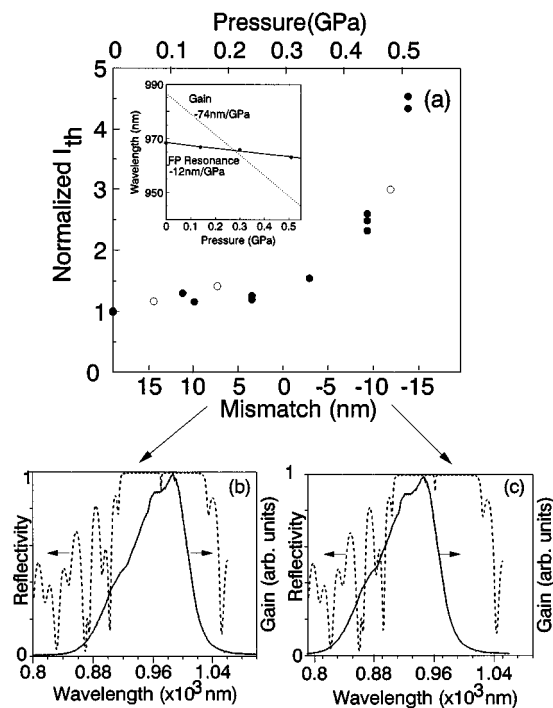 Pressure(GPa)
0 0.1 0.2 0.3 0.4 0.5
Normalized Ith
5
4
3
2
1
0
(a)
Wavelength (nm)
990
970
950
Gain
-74nm/GPa
FP Resonance
-12nm/GPa
0 0.1 0.2 0.3 0.4 0.5
Pressure (GPa)
15 10 5 0 -5 -10 -15
Mismatch (nm)
(b)
Reflectivity
1
0
Gain (arb. units)
0.8 0.88 0.96 1.04
Wavelength (x10³ nm)
(c)
Reflectivity
1
0
Gain (arb. units)
0.8 0.88 0.96 1.04
Wavelength (x10³ nm)